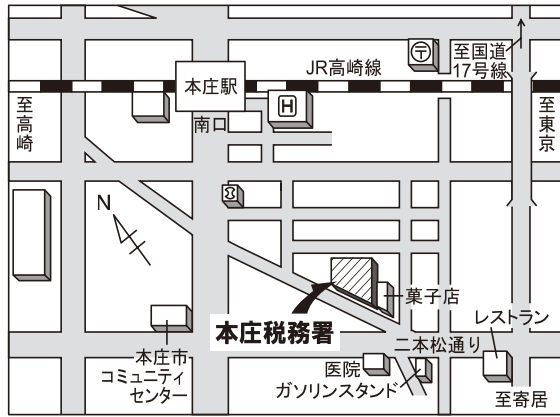 至国道
17号線
JR高崎線
本庄駅
至高崎
南口
H
至東京
N
菓子店
本庄税務署
レストラン
二本松通り
本庄市
コミュニティ
センター
医院
ガソリンスタンド
至寄居